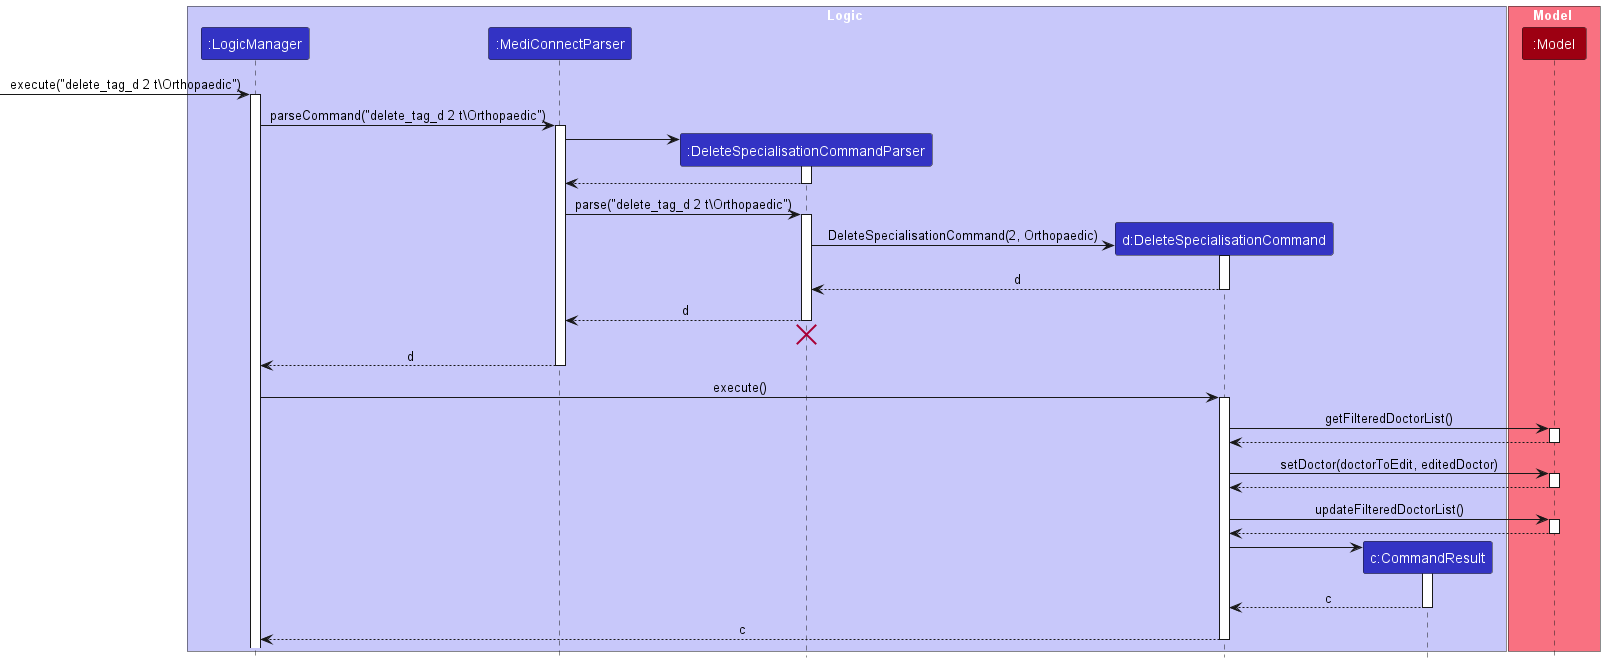 Logic
Model
:LogicManager
:MediConnectParser
:Model
execute("delete_tag_d 2 t\Orthopaedic")
parseCommand("delete_tag_d 2 t\Orthopaedic")
:DeleteSpecialisationCommandParser
parse("delete_tag_d 2 t\Orthopaedic")
DeleteSpecialisationCommand(2, Orthopaedic)
d:DeleteSpecialisationCommand
d
d
d
execute()
getFilteredDoctorList()
setDoctor(doctorToEdit, editedDoctor)
updateFilteredDoctorList()
c:CommandResult
c
c